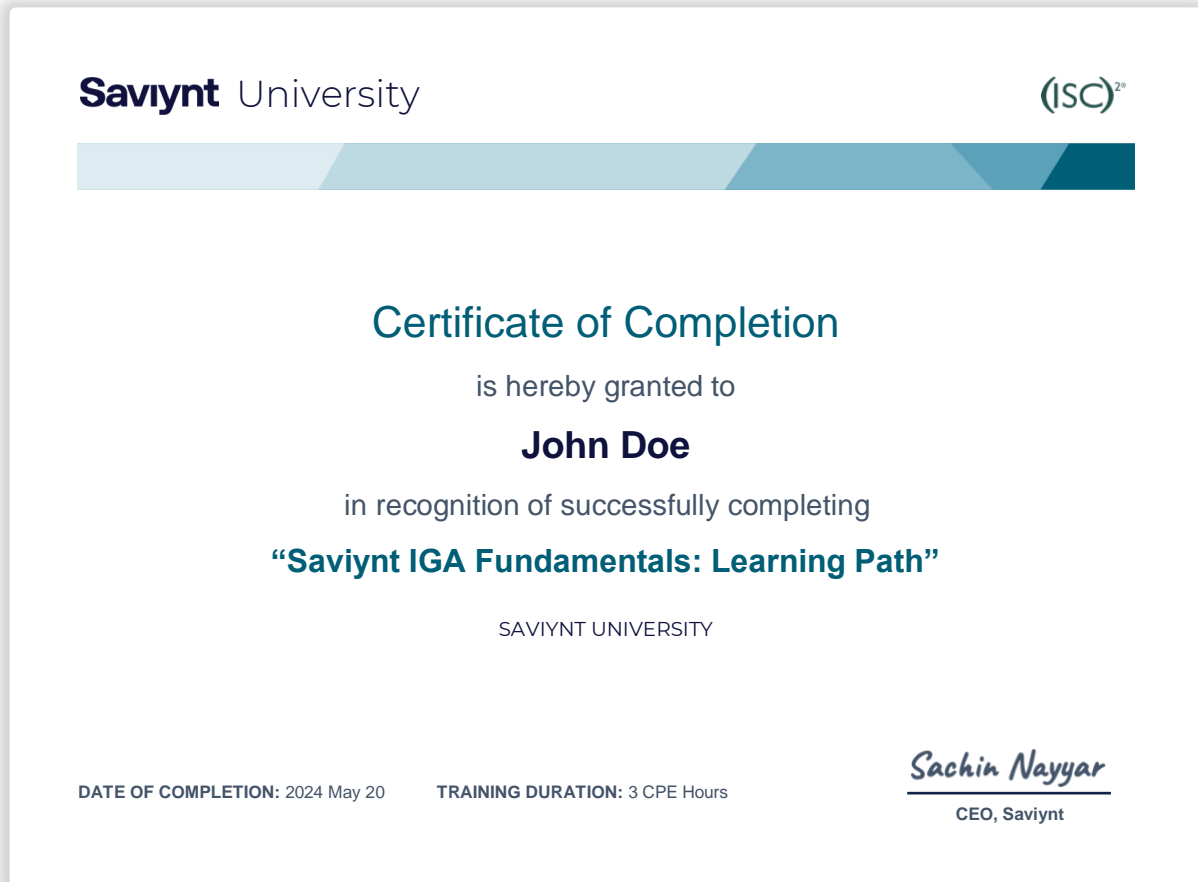 Saviynt University
(ISC)²®
Certificate of Completion
is hereby granted to
John Doe
in recognition of successfully completing
“Saviynt IGA Fundamentals: Learning Path”
SAVIYNT UNIVERSITY
Sachin Nayyar
DATE OF COMPLETION: 2024 May 20 TRAINING DURATION: 3 CPE Hours
CEO, Saviynt